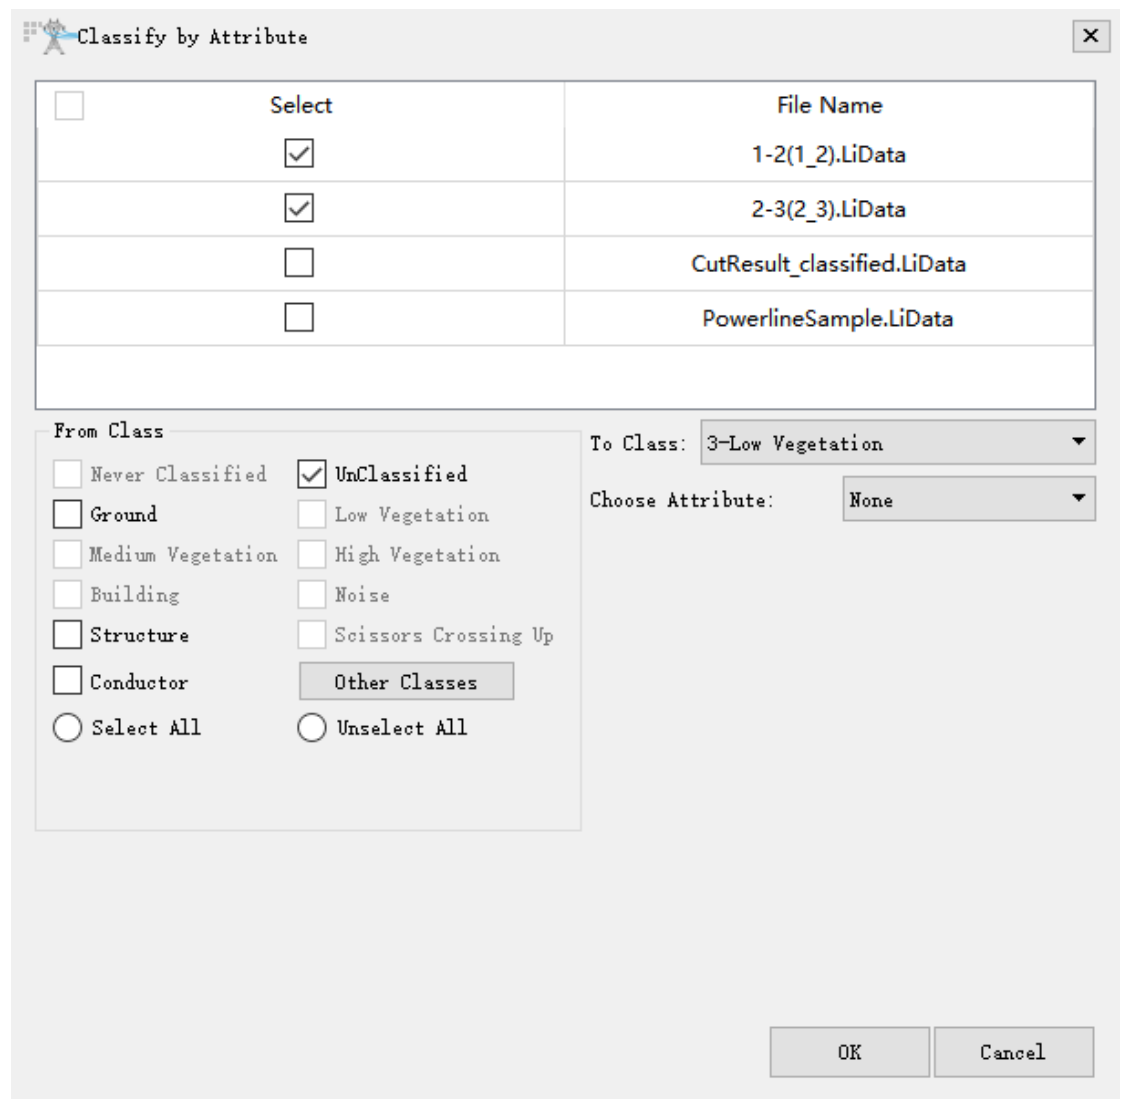 Classify by Attribute
Select File Name
1-2(1_2).LiData
2-3(2_3).LiData
CutResult_classified.LiData
PowerlineSample.LiData
From Class
Never Classified UnClassified
Ground Low Vegetation
Medium Vegetation High Vegetation
Building Noise
Structure Scissors Crossing Up
Conductor Other Classes
Select All Unselect All
To Class: 3-Low Vegetation
Choose Attribute: None
OK Cancel